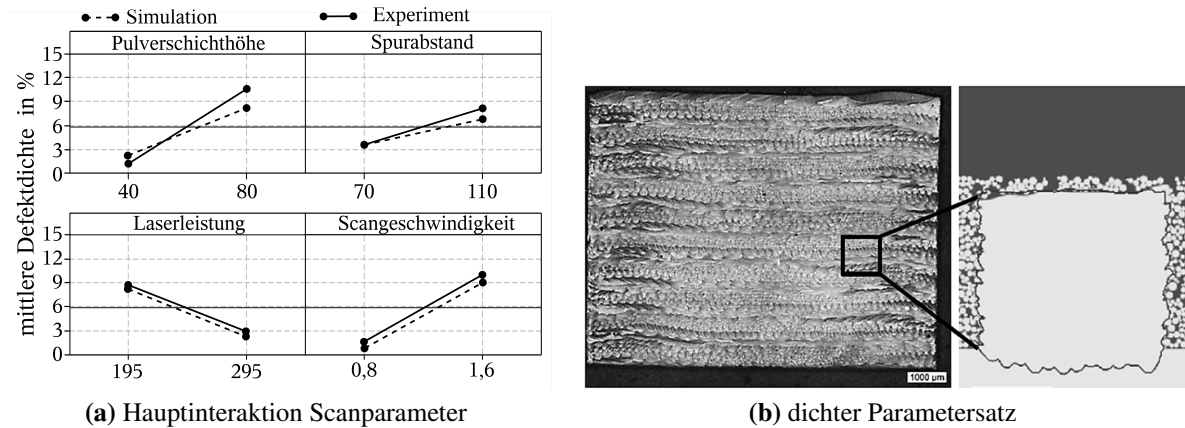 Simulation Experiment
Pulverschichthöhe Spurabstand
15
12
9
6
3
0
40 80 70 110
Laserleistung Scangeschwindigkeit
15
12
9
6
3
0
195 295 0,8 1,6
mittlere Defektdichte in %
1000 µm
(a) Hauptinteraktion Scanparameter
(b) dichter Parametersatz